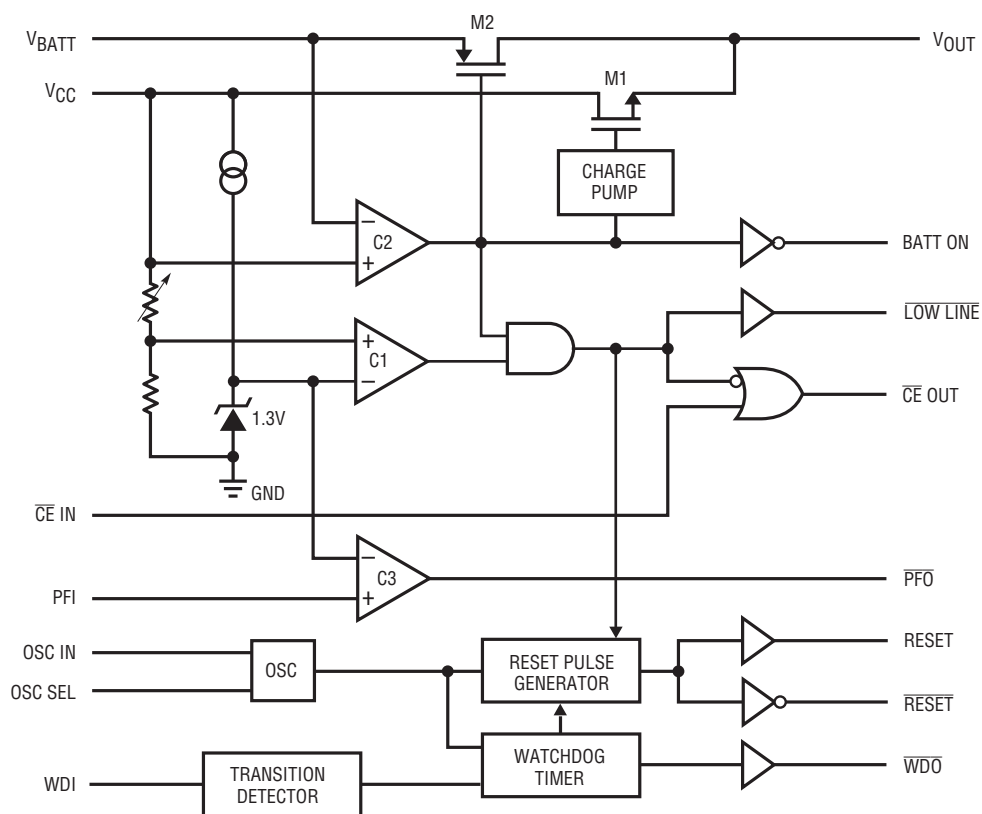 M2
VBATT
VOUT
VCC
M1
CHARGE
PUMP
C2
BATT ON
LOW LINE
C1
CE OUT
1.3V
GND
CE IN
C3
PFO
PFI
OSC IN
OSC
OSC SEL
RESET PULSE
GENERATOR
RESET
RESET
WDI
TRANSITION
DETECTOR
WATCHDOG
TIMER
WDO